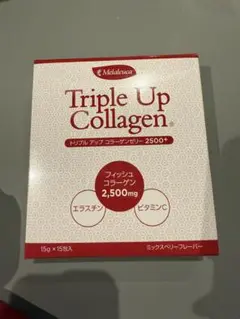 Melaleuca
Triple Up
Collagen®
トリプル アップ コラーゲンゼリー 2500+
フィッシュ
コラーゲン
2,500mg
エラスチン
ビタミンC
15g×15包入
ミックスベリーフレーバー